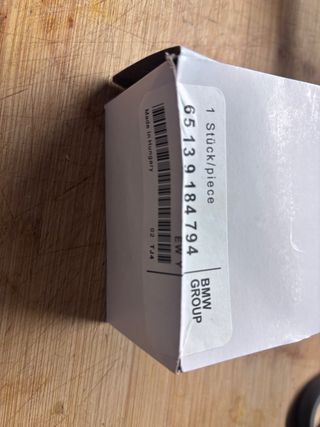 1 Stück/piece
65 13 9 184 794
EW Y
BMW
GROUP
Made in Hungary
02 TJ4